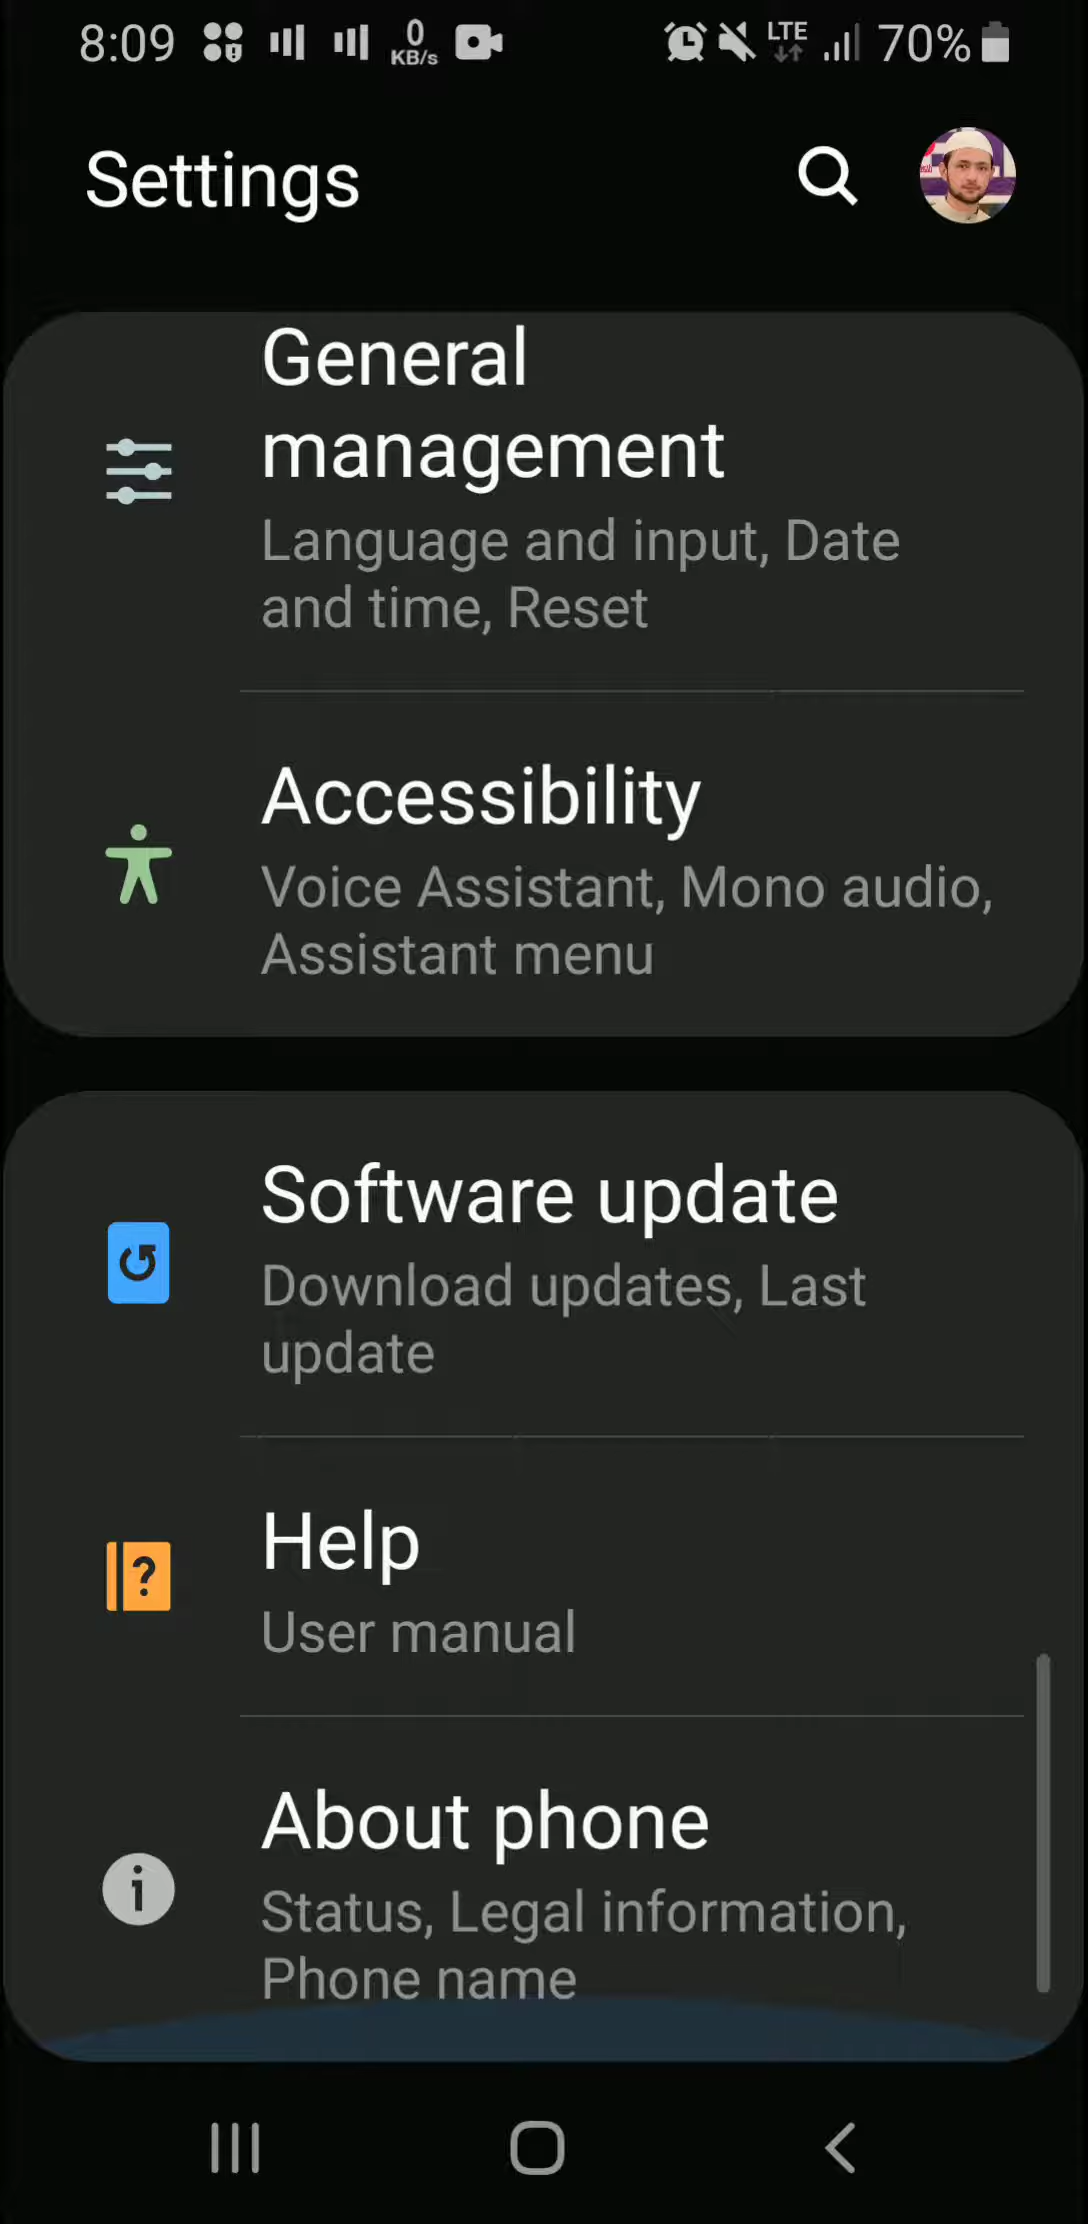 8:09 0 KB/s LTE 70%
Settings
General
management
Language and input, Date
and time, Reset
Accessibility
Voice Assistant, Mono audio,
Assistant menu
Software update
Download updates, Last
update
Help
User manual
About phone
Status, Legal information,
Phone name